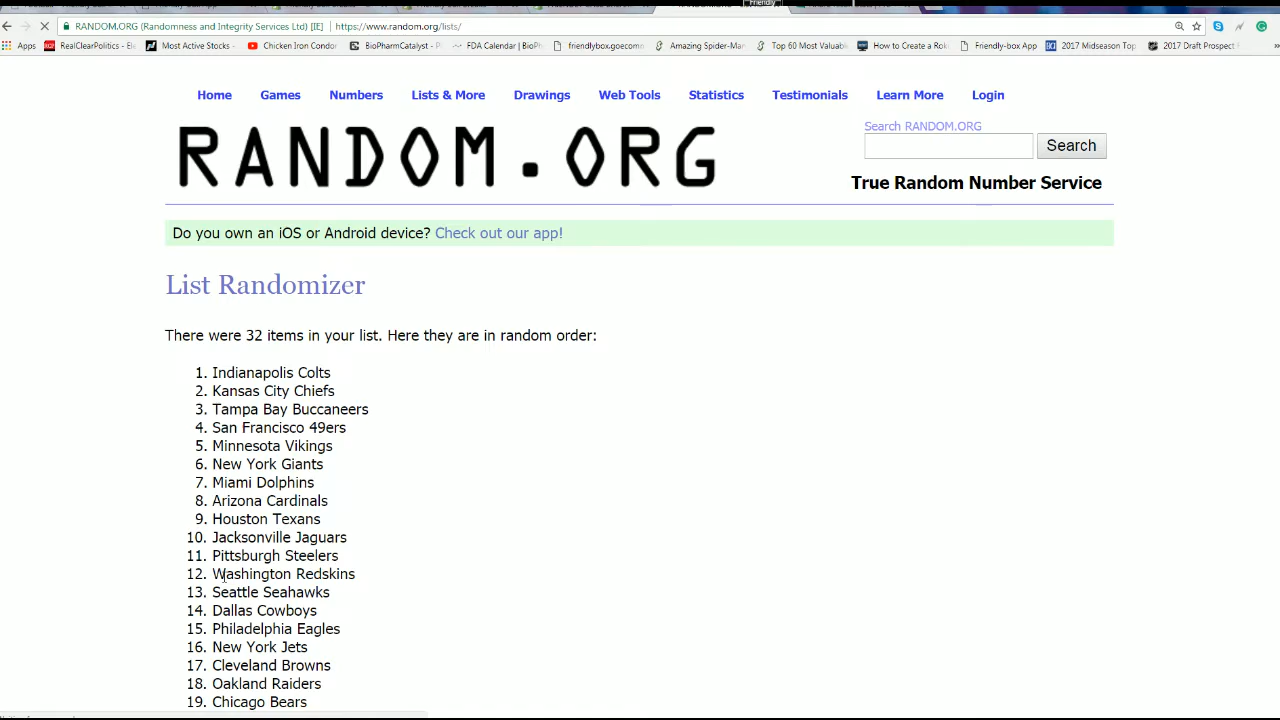 Friendly
RANDOM.ORG (Randomness and Integrity Services Ltd) [IE] https://www.random.org/lists/
Apps RealClearPolitics - Ele Most Active Stocks - Chicken Iron Condor BioPharmCatalyst - P FDA Calendar | BioPh friendlybox.gocomm Amazing Spider-Mar Top 60 Most Valuabl How to Create a Rol Friendly-box App 2017 Midseason Top 2017 Draft Prospect
Home Games Numbers Lists & More Drawings Web Tools Statistics Testimonials Learn More Login
RANDOM.ORG
Search RANDOM.ORG
Search
True Random Number Service
Do you own an iOS or Android device? Check out our app!
List Randomizer
There were 32 items in your list. Here they are in random order:
1. Indianapolis Colts
2. Kansas City Chiefs
3. Tampa Bay Buccaneers
4. San Francisco 49ers
5. Minnesota Vikings
6. New York Giants
7. Miami Dolphins
8. Arizona Cardinals
9. Houston Texans
10. Jacksonville Jaguars
11. Pittsburgh Steelers
12. Washington Redskins
13. Seattle Seahawks
14. Dallas Cowboys
15. Philadelphia Eagles
16. New York Jets
17. Cleveland Browns
18. Oakland Raiders
19. Chicago Bears